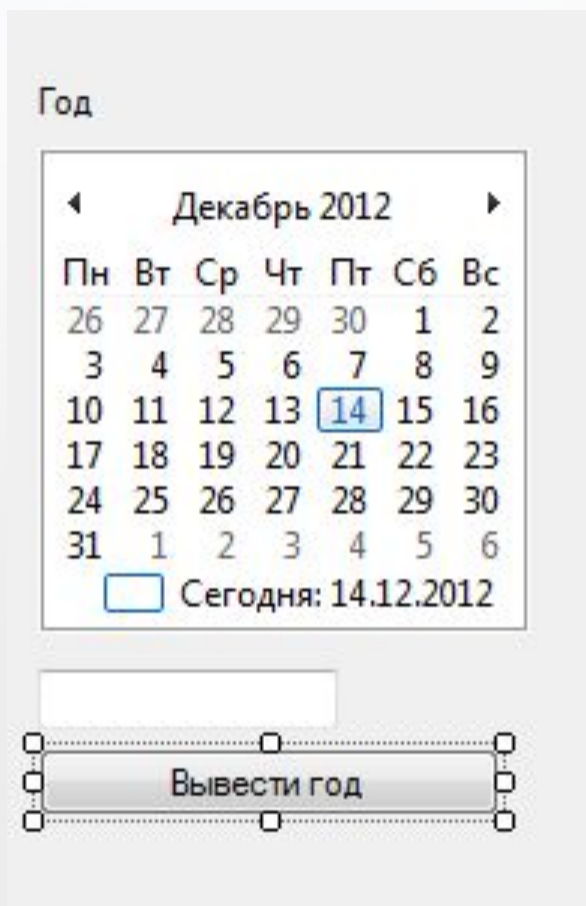 Год
Декабрь 2012
Пн Вт Ср Чт Пт Сб Вс
26 27 28 29 30 1 2
3 4 5 6 7 8 9
10 11 12 13 14 15 16
17 18 19 20 21 22 23
24 25 26 27 28 29 30
31 1 2 3 4 5 6
Сегодня: 14.12.2012
Вывести год